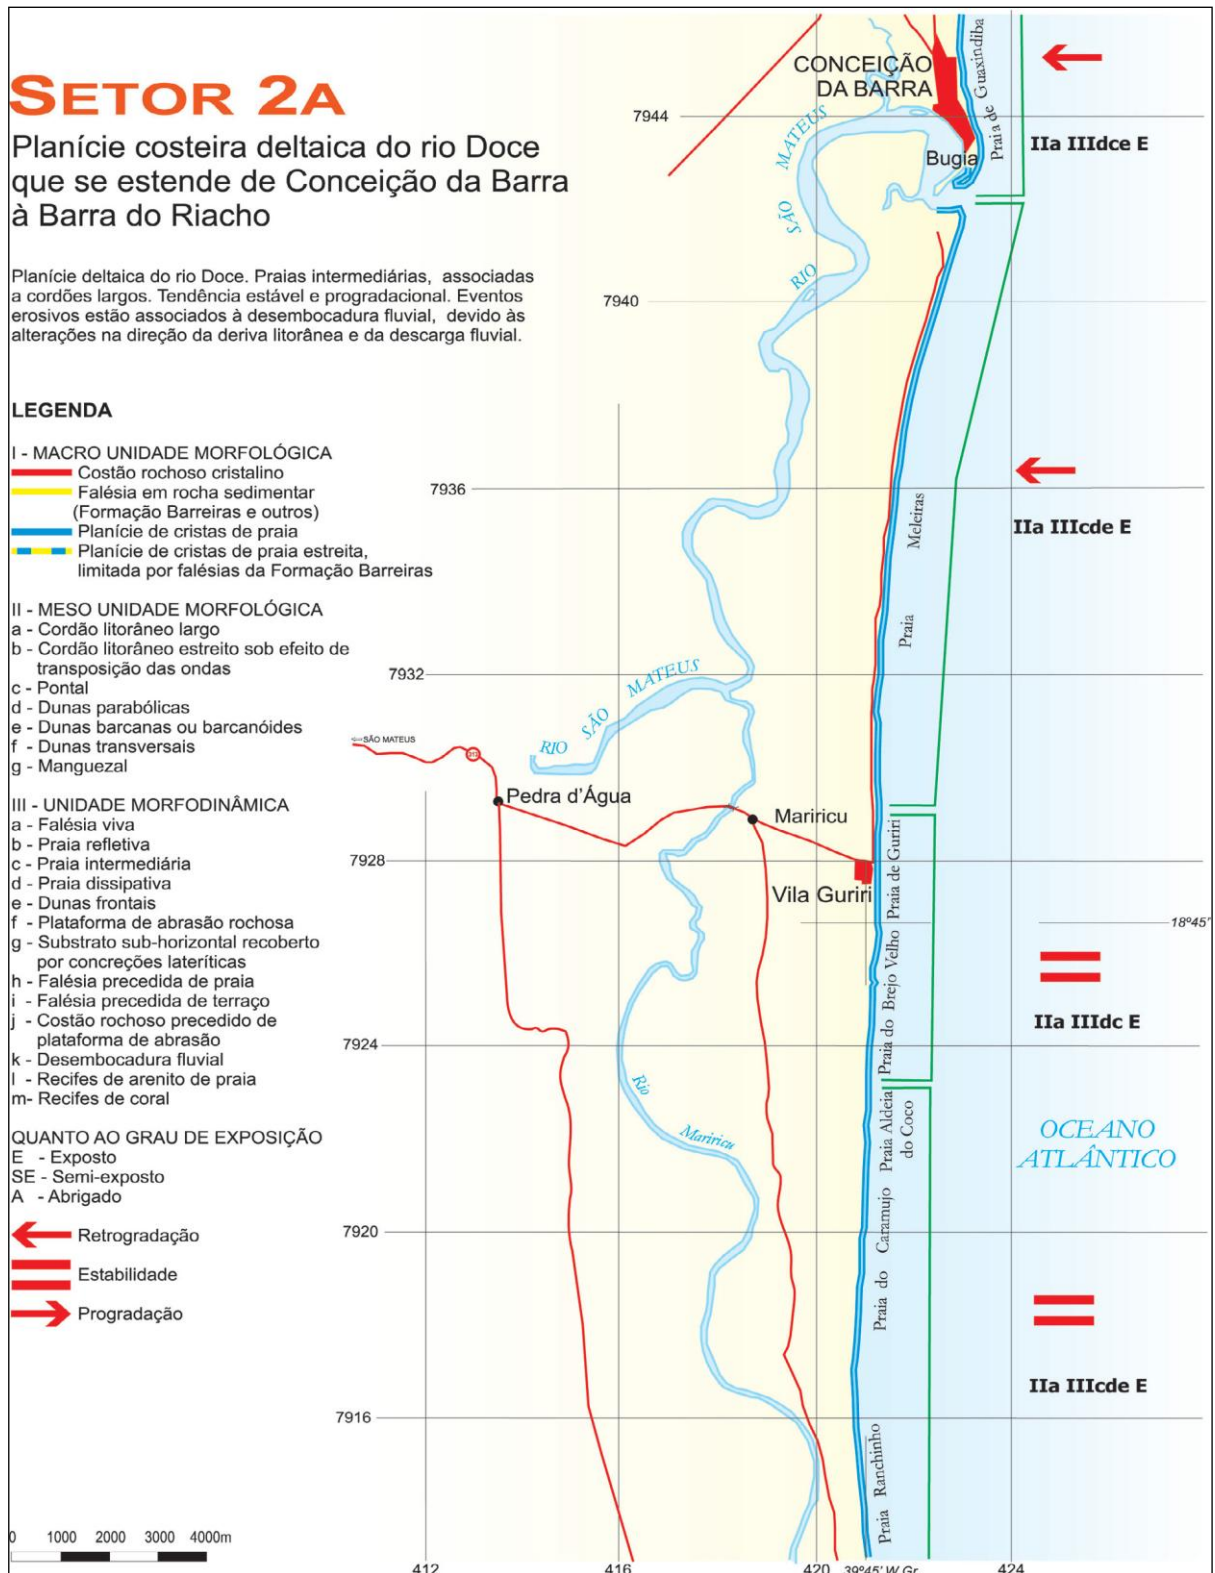 SETOR 2A
Planície costeira deltaica do rio Doce
que se estende de Conceição da Barra
à Barra do Riacho
Planície deltaica do rio Doce. Praias intermediárias, associadas
a cordões largos. Tendência estável e progradacional. Eventos
erosivos estão associados à desembocadura fluvial, devido às
alterações na direção da deriva litorânea e da descarga fluvial.
LEGENDA
I - MACRO UNIDADE MORFOLÓGICA
Costão rochoso cristalino
Falésia em rocha sedimentar
(Formação Barreiras e outros)
Planície de cristas de praia
Planície de cristas de praia estreita,
limitada por falésias da Formação Barreiras
II - MESO UNIDADE MORFOLÓGICA
a - Cordão litorâneo largo
b - Cordão litorâneo estreito sob efeito de
transposição das ondas
c - Pontal
d - Dunas parabólicas
e - Dunas barcanas ou barcanóides
f - Dunas transversais
g - Manguezal
III - UNIDADE MORFODINÂMICA
a - Falésia viva
b - Praia refletiva
c - Praia intermediária
d - Praia dissipativa
e - Dunas frontais
f - Plataforma de abrasão rochosa
g - Substrato sub-horizontal recoberto
por concreções lateríticas
h - Falésia precedida de praia
i - Falésia precedida de terraço
j - Costão rochoso precedido de
plataforma de abrasão
k - Desembocadura fluvial
l - Recifes de arenito de praia
m- Recifes de coral
QUANTO AO GRAU DE EXPOSIÇÃO
E - Exposto
SE - Semi-exposto
A - Abrigado
Retrogradação
Estabilidade
Progradação
0 1000 2000 3000 4000m
CONCEIÇÃO
DA BARRA
Praia de Guaxindiba
7944
IIa IIIdce E
Bugia
RIO SÃO MATEUS
7940
7936
IIa IIIcde E
Praia Meleiras
7932
RIO SÃO MATEUS
SÃO MATEUS
Pedra d'Água
Mariricu
7928
Vila Guriri
Praia de Guriri
18º45'
Praia do Brejo Velho
IIa IIIdc E
7924
Rio Mariricu
Praia Aldeia
do Coco
OCEANO
ATLÂNTICO
7920
Praia do Caramujo
IIa IIIcde E
7916
Praia Ranchinho
412 416 420 39º45' W Gr. 424